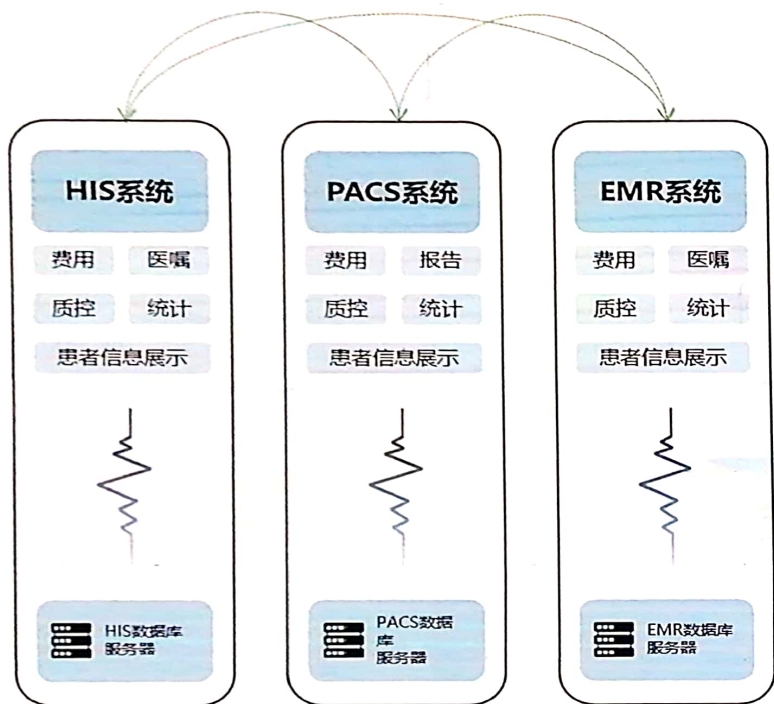 HIS系统
费用 医嘱
质控 统计
患者信息展示
HIS数据库
服务器
PACS系统
费用 报告
质控 统计
患者信息展示
PACS数据
库
服务器
EMR系统
费用 医嘱
质控 统计
患者信息展示
EMR数据库
服务器